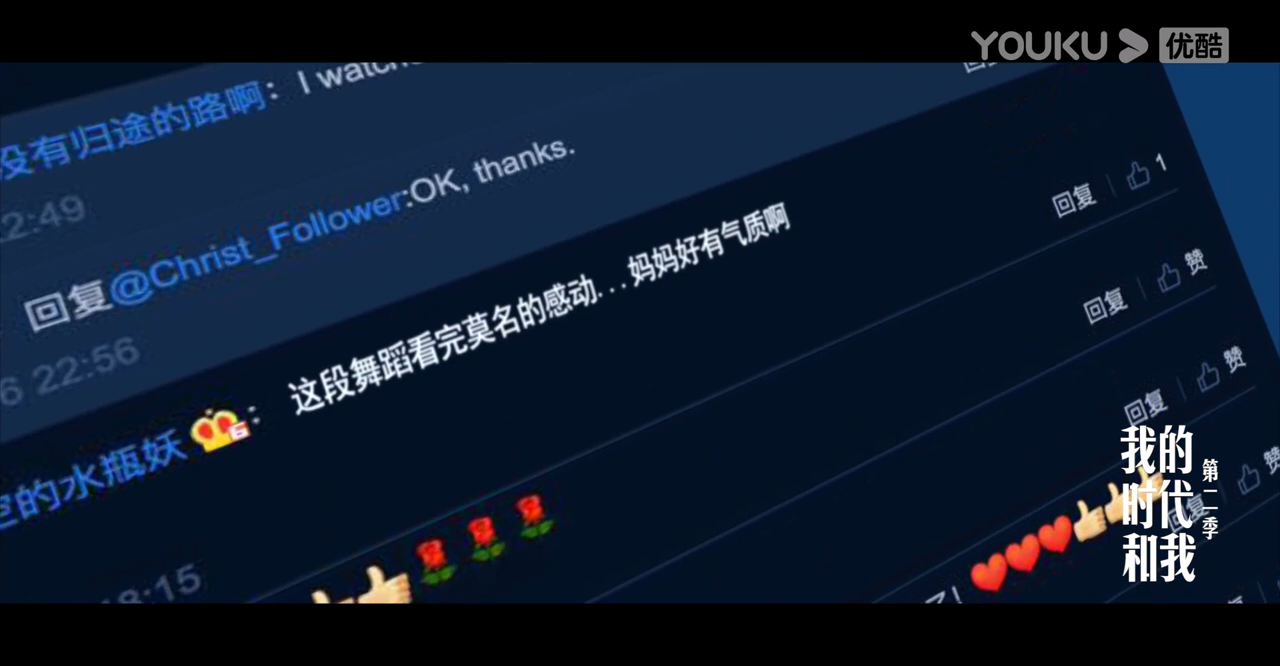 YOUKU 优酷
没有归途的路啊：I watch
2:49
回复@Christ_Follower:OK, thanks.
6 22:56
回复 1
的水瓶妖：这段舞蹈看完莫名的感动...妈妈好有气质啊
回复 赞
18:15
回复 赞
回复 赞
我的时代和我
第二季